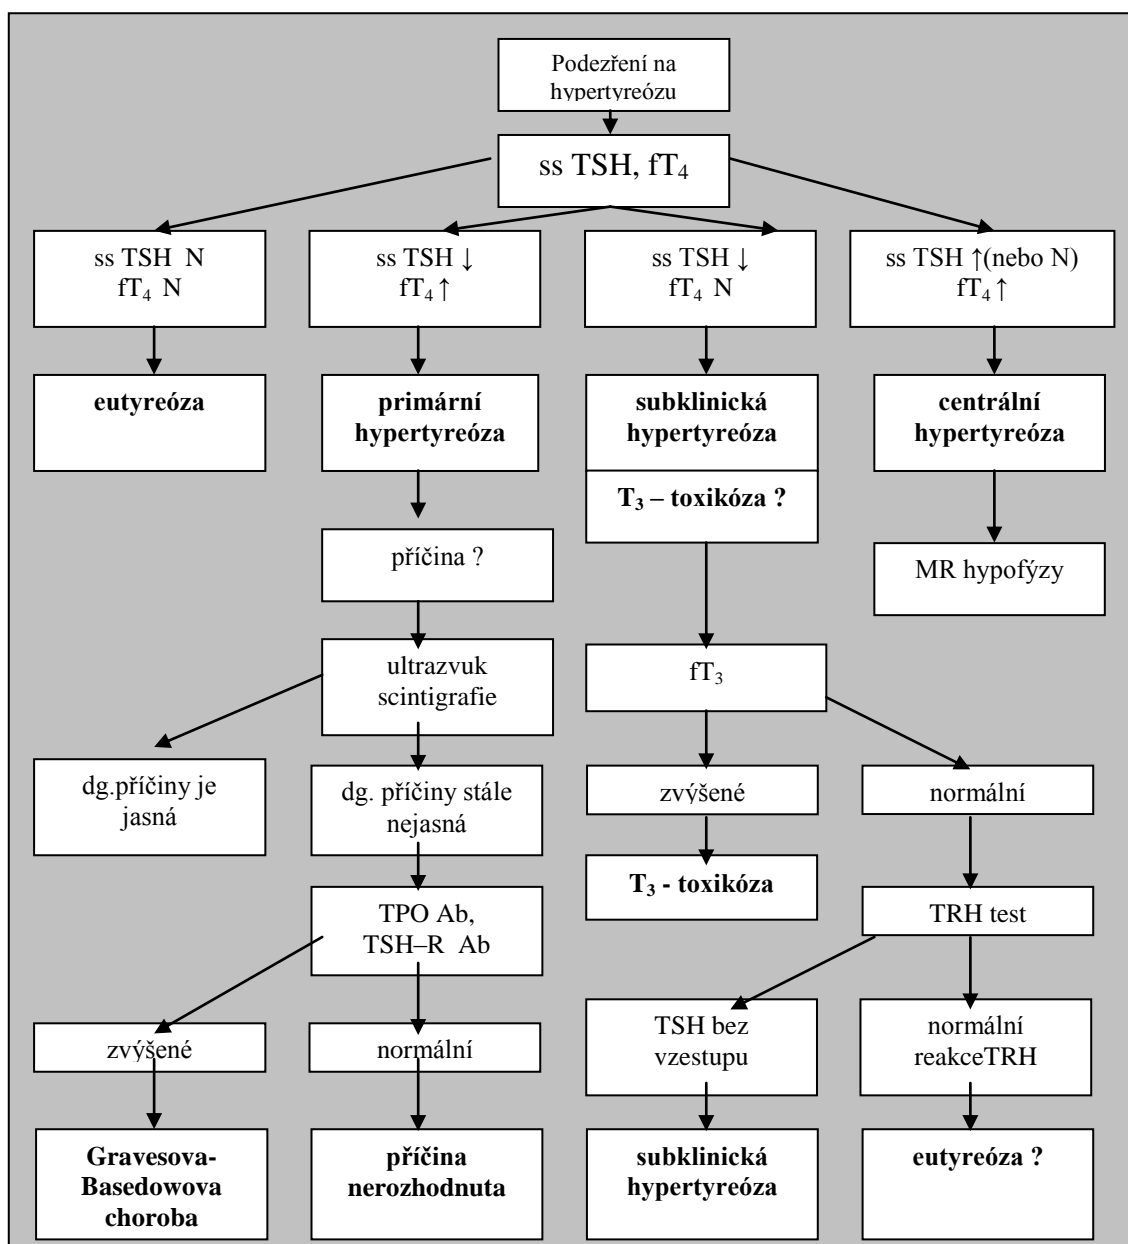 Podezření na
hypertyreózu
ss TSH, fT₄
ss TSH N
fT₄ N
ss TSH ↓
fT₄ ↑
ss TSH ↓
fT₄ N
ss TSH ↑(nebo N)
fT₄ ↑
eutyreóza
primární
hypertyreóza
subklinická
hypertyreóza
centrální
hypertyreóza
T₃ – toxikóza ?
příčina ?
MR hypofýzy
ultrazvuk
scintigrafie
fT₃
dg.příčiny je
jasná
dg. příčiny stále
nejasná
zvýšené
normální
T₃ - toxikóza
TPO Ab,
TSH–R Ab
TRH test
zvýšené
normální
TSH bez
vzestupu
normální
reakceTRH
Gravesova-
Basedowova
choroba
příčina
nerozhodnuta
subklinická
hypertyreóza
eutyreóza ?